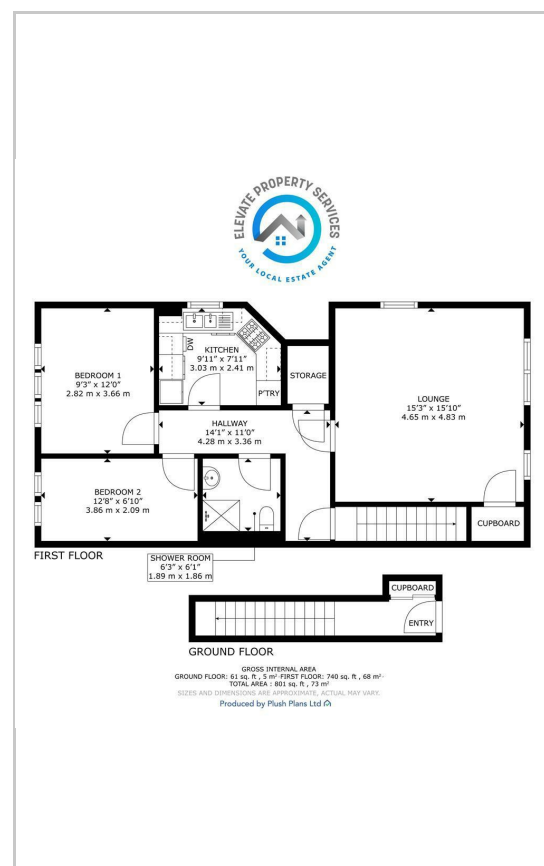 ELEVATE PROPERTY SERVICES
YOUR LOCAL ESTATE AGENT
BEDROOM 1
9'3" x 12'0"
2.82 m x 3.66 m
DW
KITCHEN
9'11" x 7'11"
3.03 m x 2.41 m
P'TRY
STORAGE
LOUNGE
15'3" x 15'10"
4.65 m x 4.83 m
HALLWAY
14'1" x 11'0"
4.28 m x 3.36 m
BEDROOM 2
12'8" x 6'10"
3.86 m x 2.09 m
CUPBOARD
FIRST FLOOR
SHOWER ROOM
6'3" x 6'1"
1.89 m x 1.86 m
CUPBOARD
ENTRY
GROUND FLOOR
GROSS INTERNAL AREA
GROUND FLOOR: 61 sq. ft , 5 m² FIRST FLOOR: 740 sq. ft , 68 m²
TOTAL AREA : 801 sq. ft , 73 m²
SIZES AND DIMENSIONS ARE APPROXIMATE, ACTUAL MAY VARY.
Produced by Plush Plans Ltd